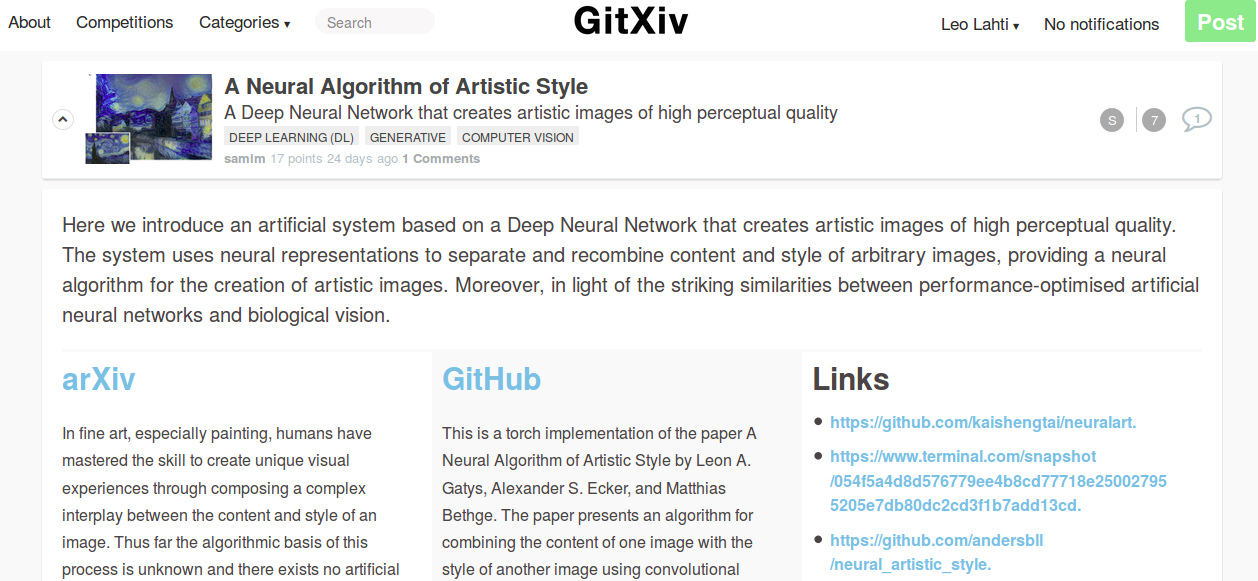 About Competitions Categories ▾ Search GitXiv Leo Lahti ▾ No notifications Post
A Neural Algorithm of Artistic Style
A Deep Neural Network that creates artistic images of high perceptual quality
DEEP LEARNING (DL) GENERATIVE COMPUTER VISION
S 7 1
samim 17 points 24 days ago 1 Comments
Here we introduce an artificial system based on a Deep Neural Network that creates artistic images of high perceptual quality.
The system uses neural representations to separate and recombine content and style of arbitrary images, providing a neural
algorithm for the creation of artistic images. Moreover, in light of the striking similarities between performance-optimised artificial
neural networks and biological vision.
arXiv
In fine art, especially painting, humans have
mastered the skill to create unique visual
experiences through composing a complex
interplay between the content and style of an
image. Thus far the algorithmic basis of this
process is unknown and there exists no artificial
GitHub
This is a torch implementation of the paper A
Neural Algorithm of Artistic Style by Leon A.
Gatys, Alexander S. Ecker, and Matthias
Bethge. The paper presents an algorithm for
combining the content of one image with the
style of another image using convolutional
Links
• https://github.com/kaishengtai/neuralart.
• https://www.terminal.com/snapshot
/054f5a4d8d576779ee4b8cd77718e25002795
5205e7db80dc2cd3f1b7add13cd.
• https://github.com/andersbll
/neural_artistic_style.